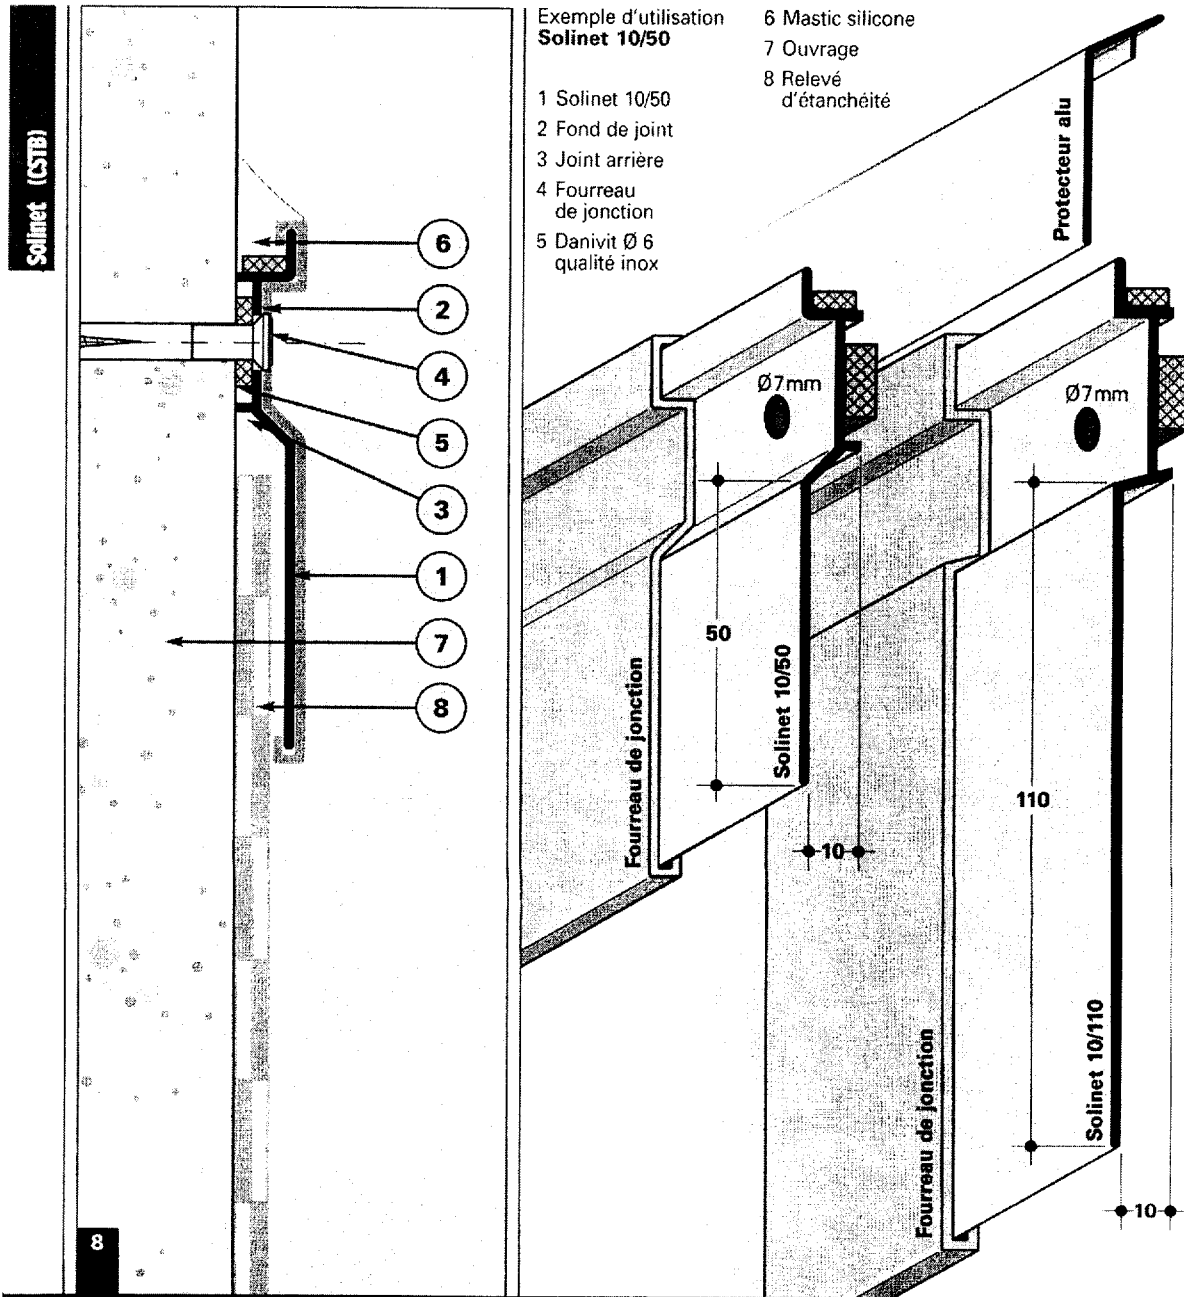 Solinet (CSTB)
Exemple d'utilisation
Solinet 10/50
1 Solinet 10/50
2 Fond de joint
3 Joint arrière
4 Fourreau
de jonction
5 Danivit Ø 6
qualité inox
6 Mastic silicone
7 Ouvrage
8 Relevé
d'étanchéité
6
2
4
5
3
1
7
8
Protecteur alu
Ø7mm
Ø7mm
50
Fourreau de jonction
Solinet 10/50
10
110
Fourreau de jonction
Solinet 10/110
10
8